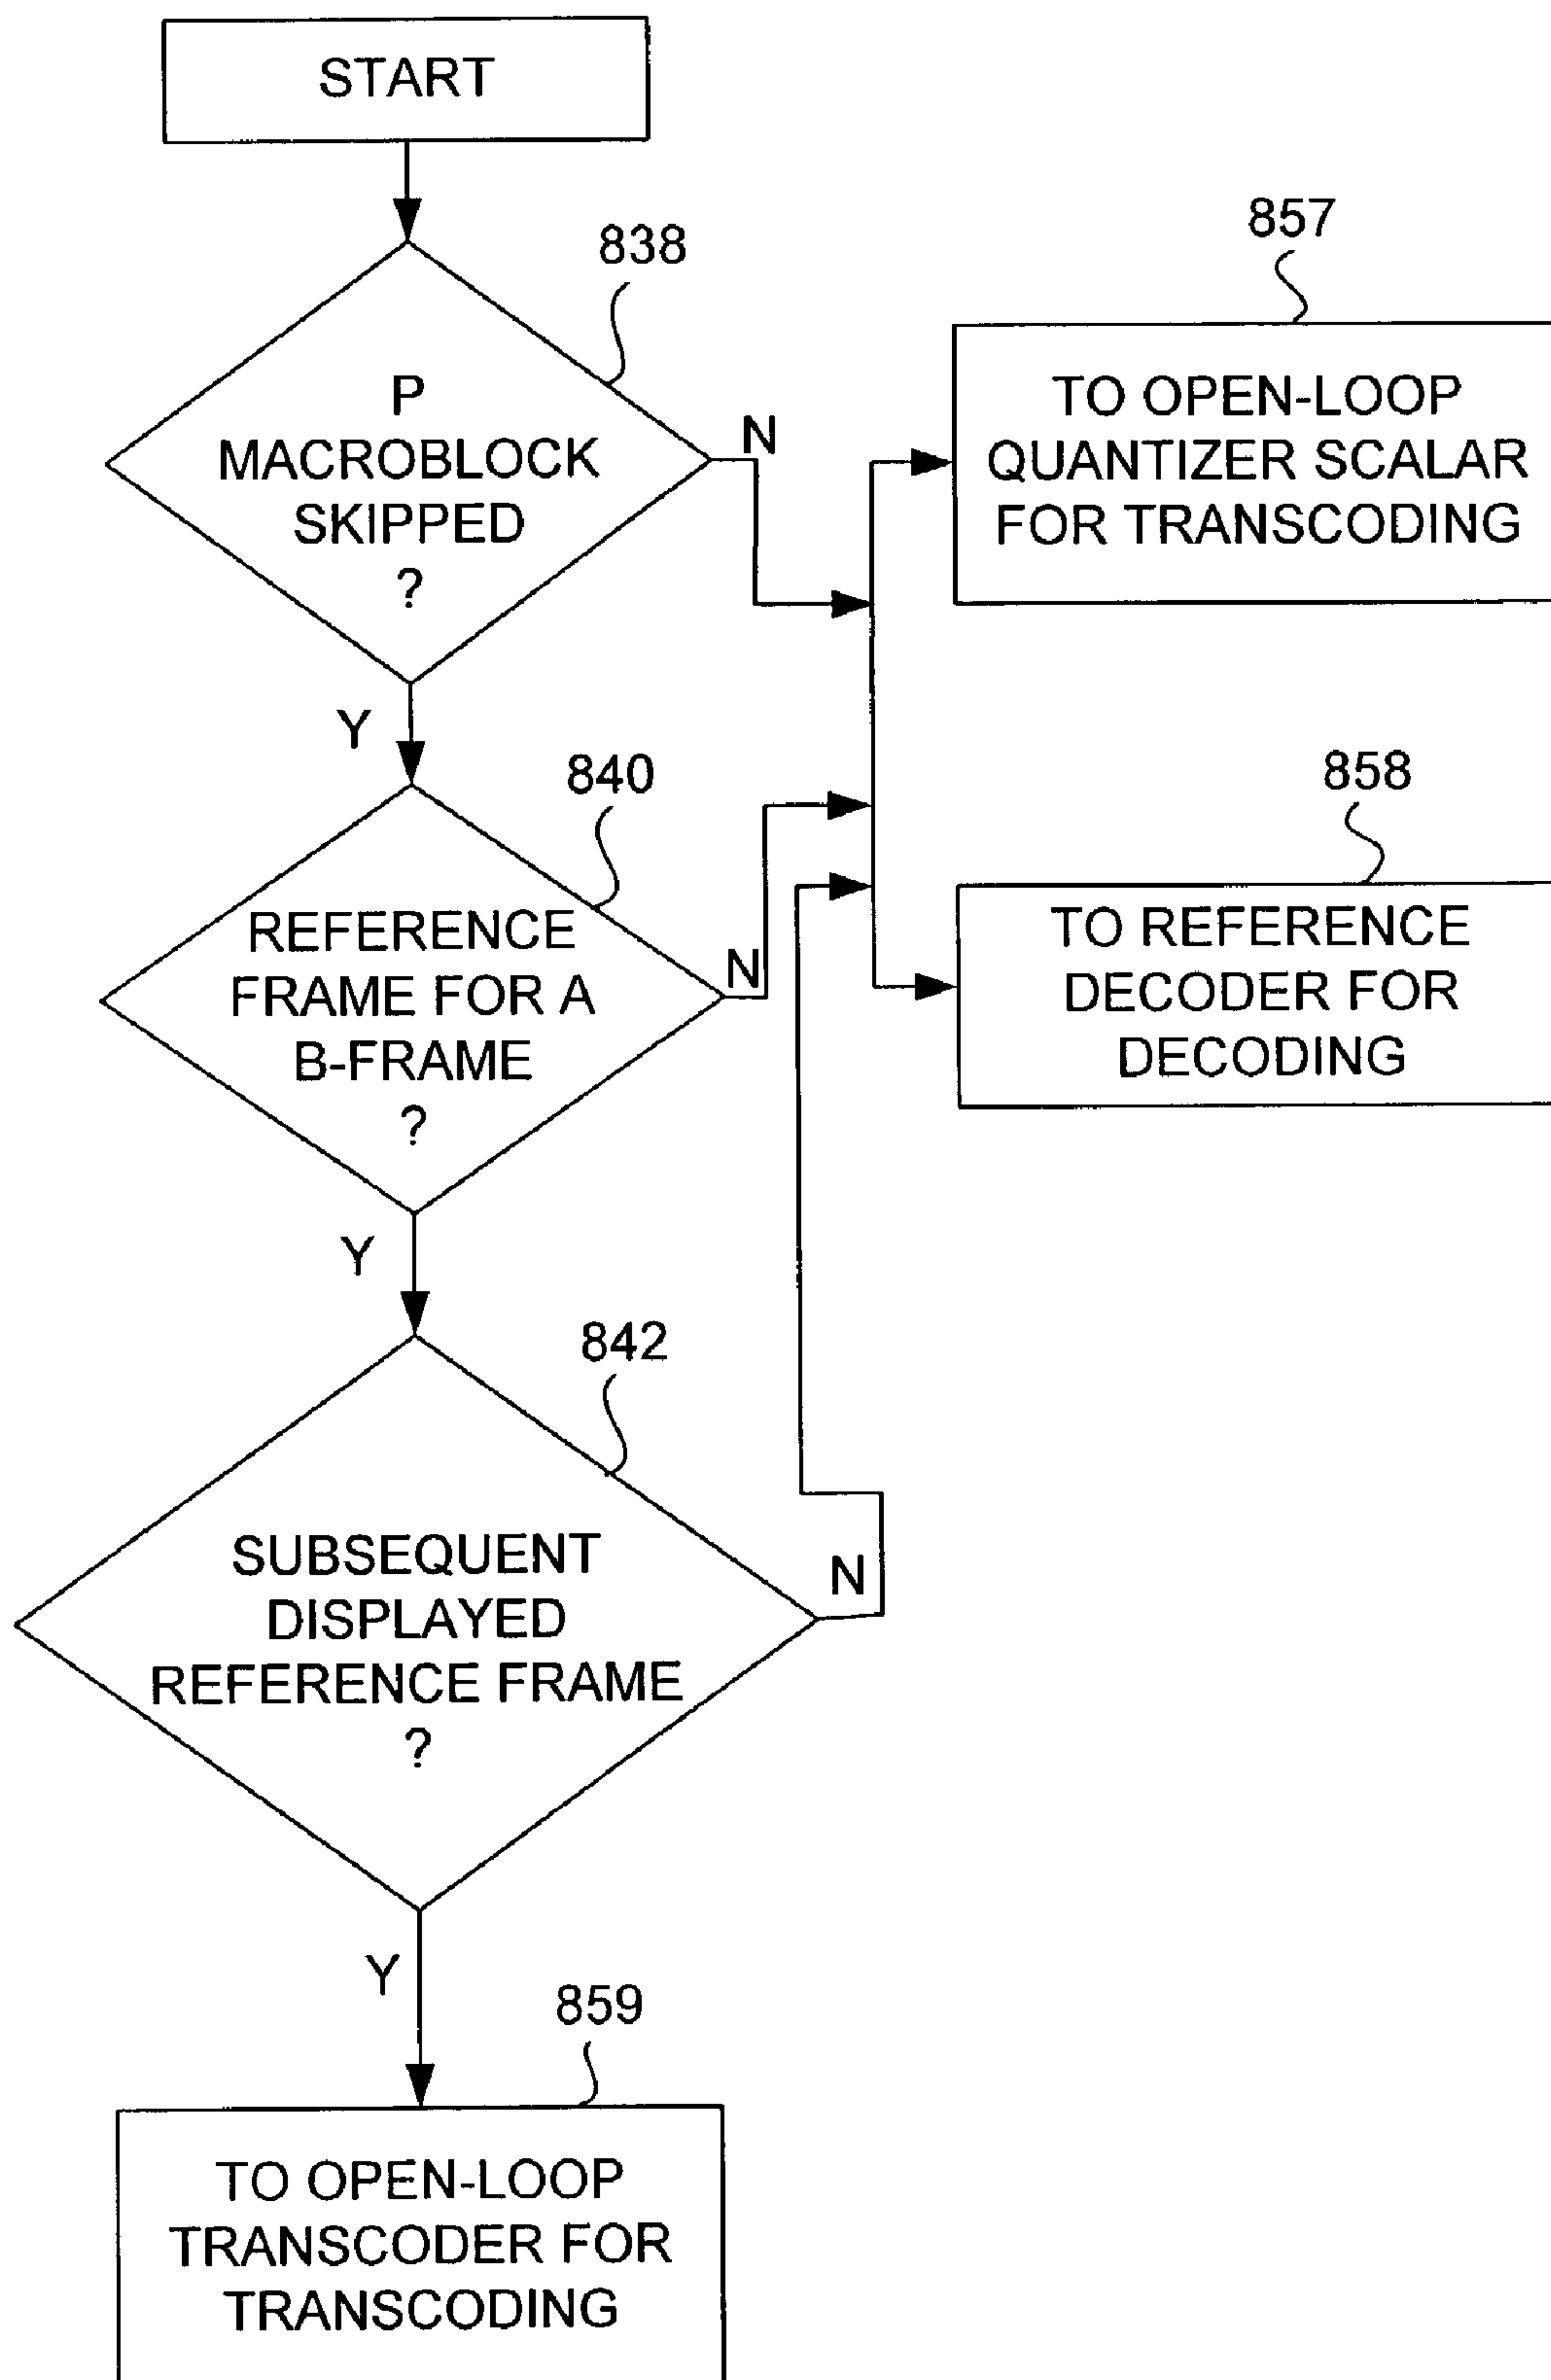 START
838
P
MACROBLOCK
SKIPPED
?
N
Y
857
TO OPEN-LOOP
QUANTIZER SCALAR
FOR TRANSCODING
840
REFERENCE
FRAME FOR A
B-FRAME
?
N
Y
858
TO REFERENCE
DECODER FOR
DECODING
842
SUBSEQUENT
DISPLAYED
REFERENCE FRAME
?
N
Y
859
TO OPEN-LOOP
TRANSCODER FOR
TRANSCODING